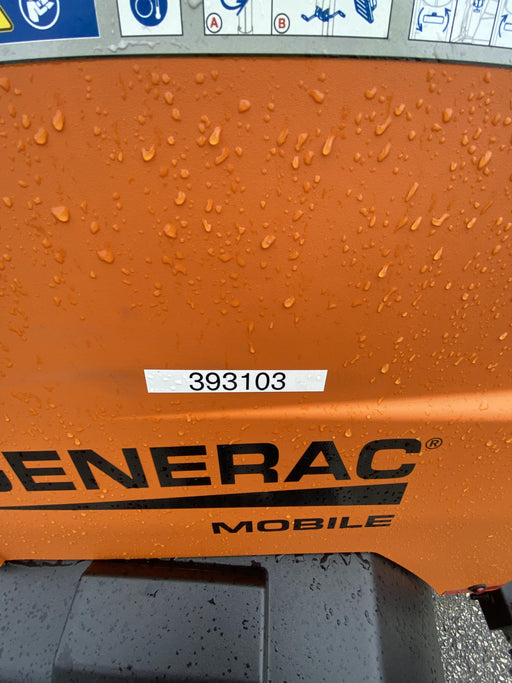 A B
393103
GENERAC®
MOBILE